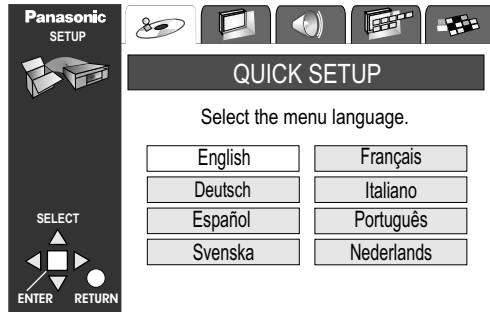 Panasonic
SETUP
QUICK SETUP
Select the menu language.
English Français
Deutsch Italiano
Español Português
Svenska Nederlands
SELECT
ENTER RETURN